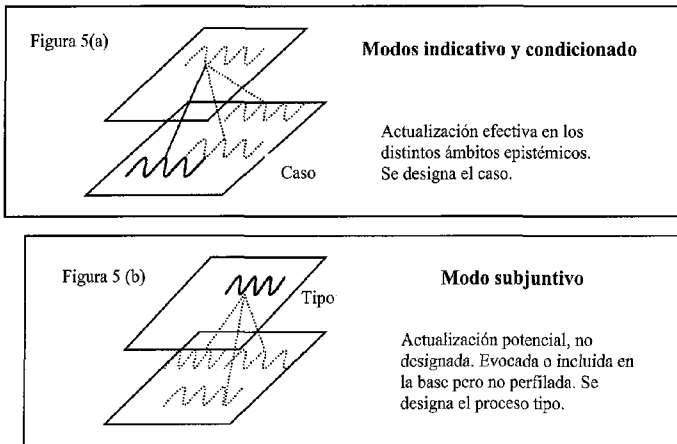 Figura 5(a)
Modos indicativo y condicionado
Actualización efectiva en los
distintos ámbitos epistémicos.
Se designa el caso.
Caso
Figura 5 (b)
Modo subjuntivo
Tipo
Actualización potencial, no
designada. Evocada o incluida en
la base pero no perfilada. Se
designa el proceso tipo.